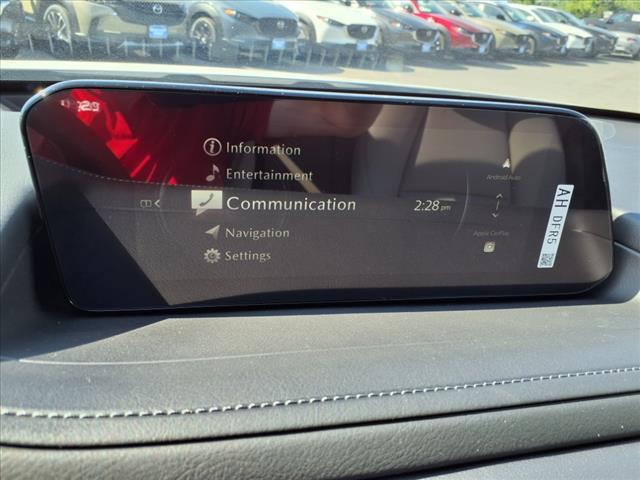 Information
Entertainment
Communication
2:28 pm
Navigation
Settings
Android Auto
Apple CarPlay
AH DFR5